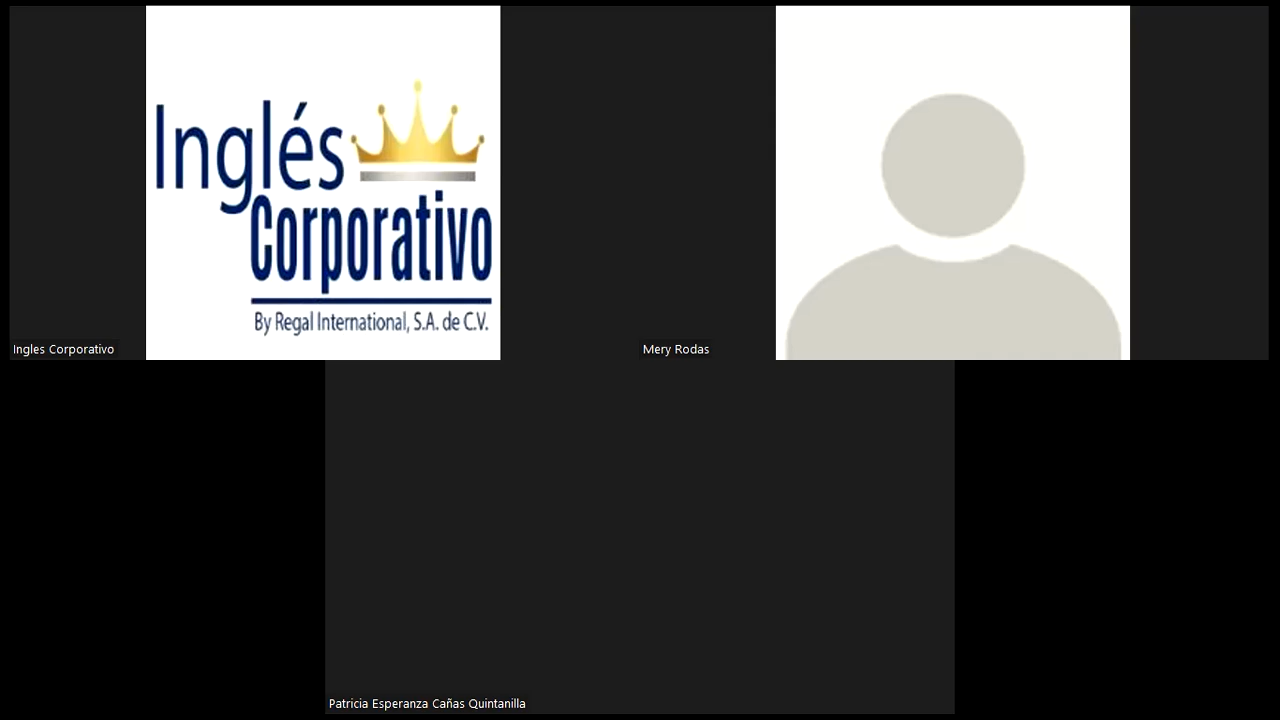 Inglés
Corporativo
By Regal International, S.A. de C.V.
Ingles Corporativo
Mery Rodas
Patricia Esperanza Cañas Quintanilla